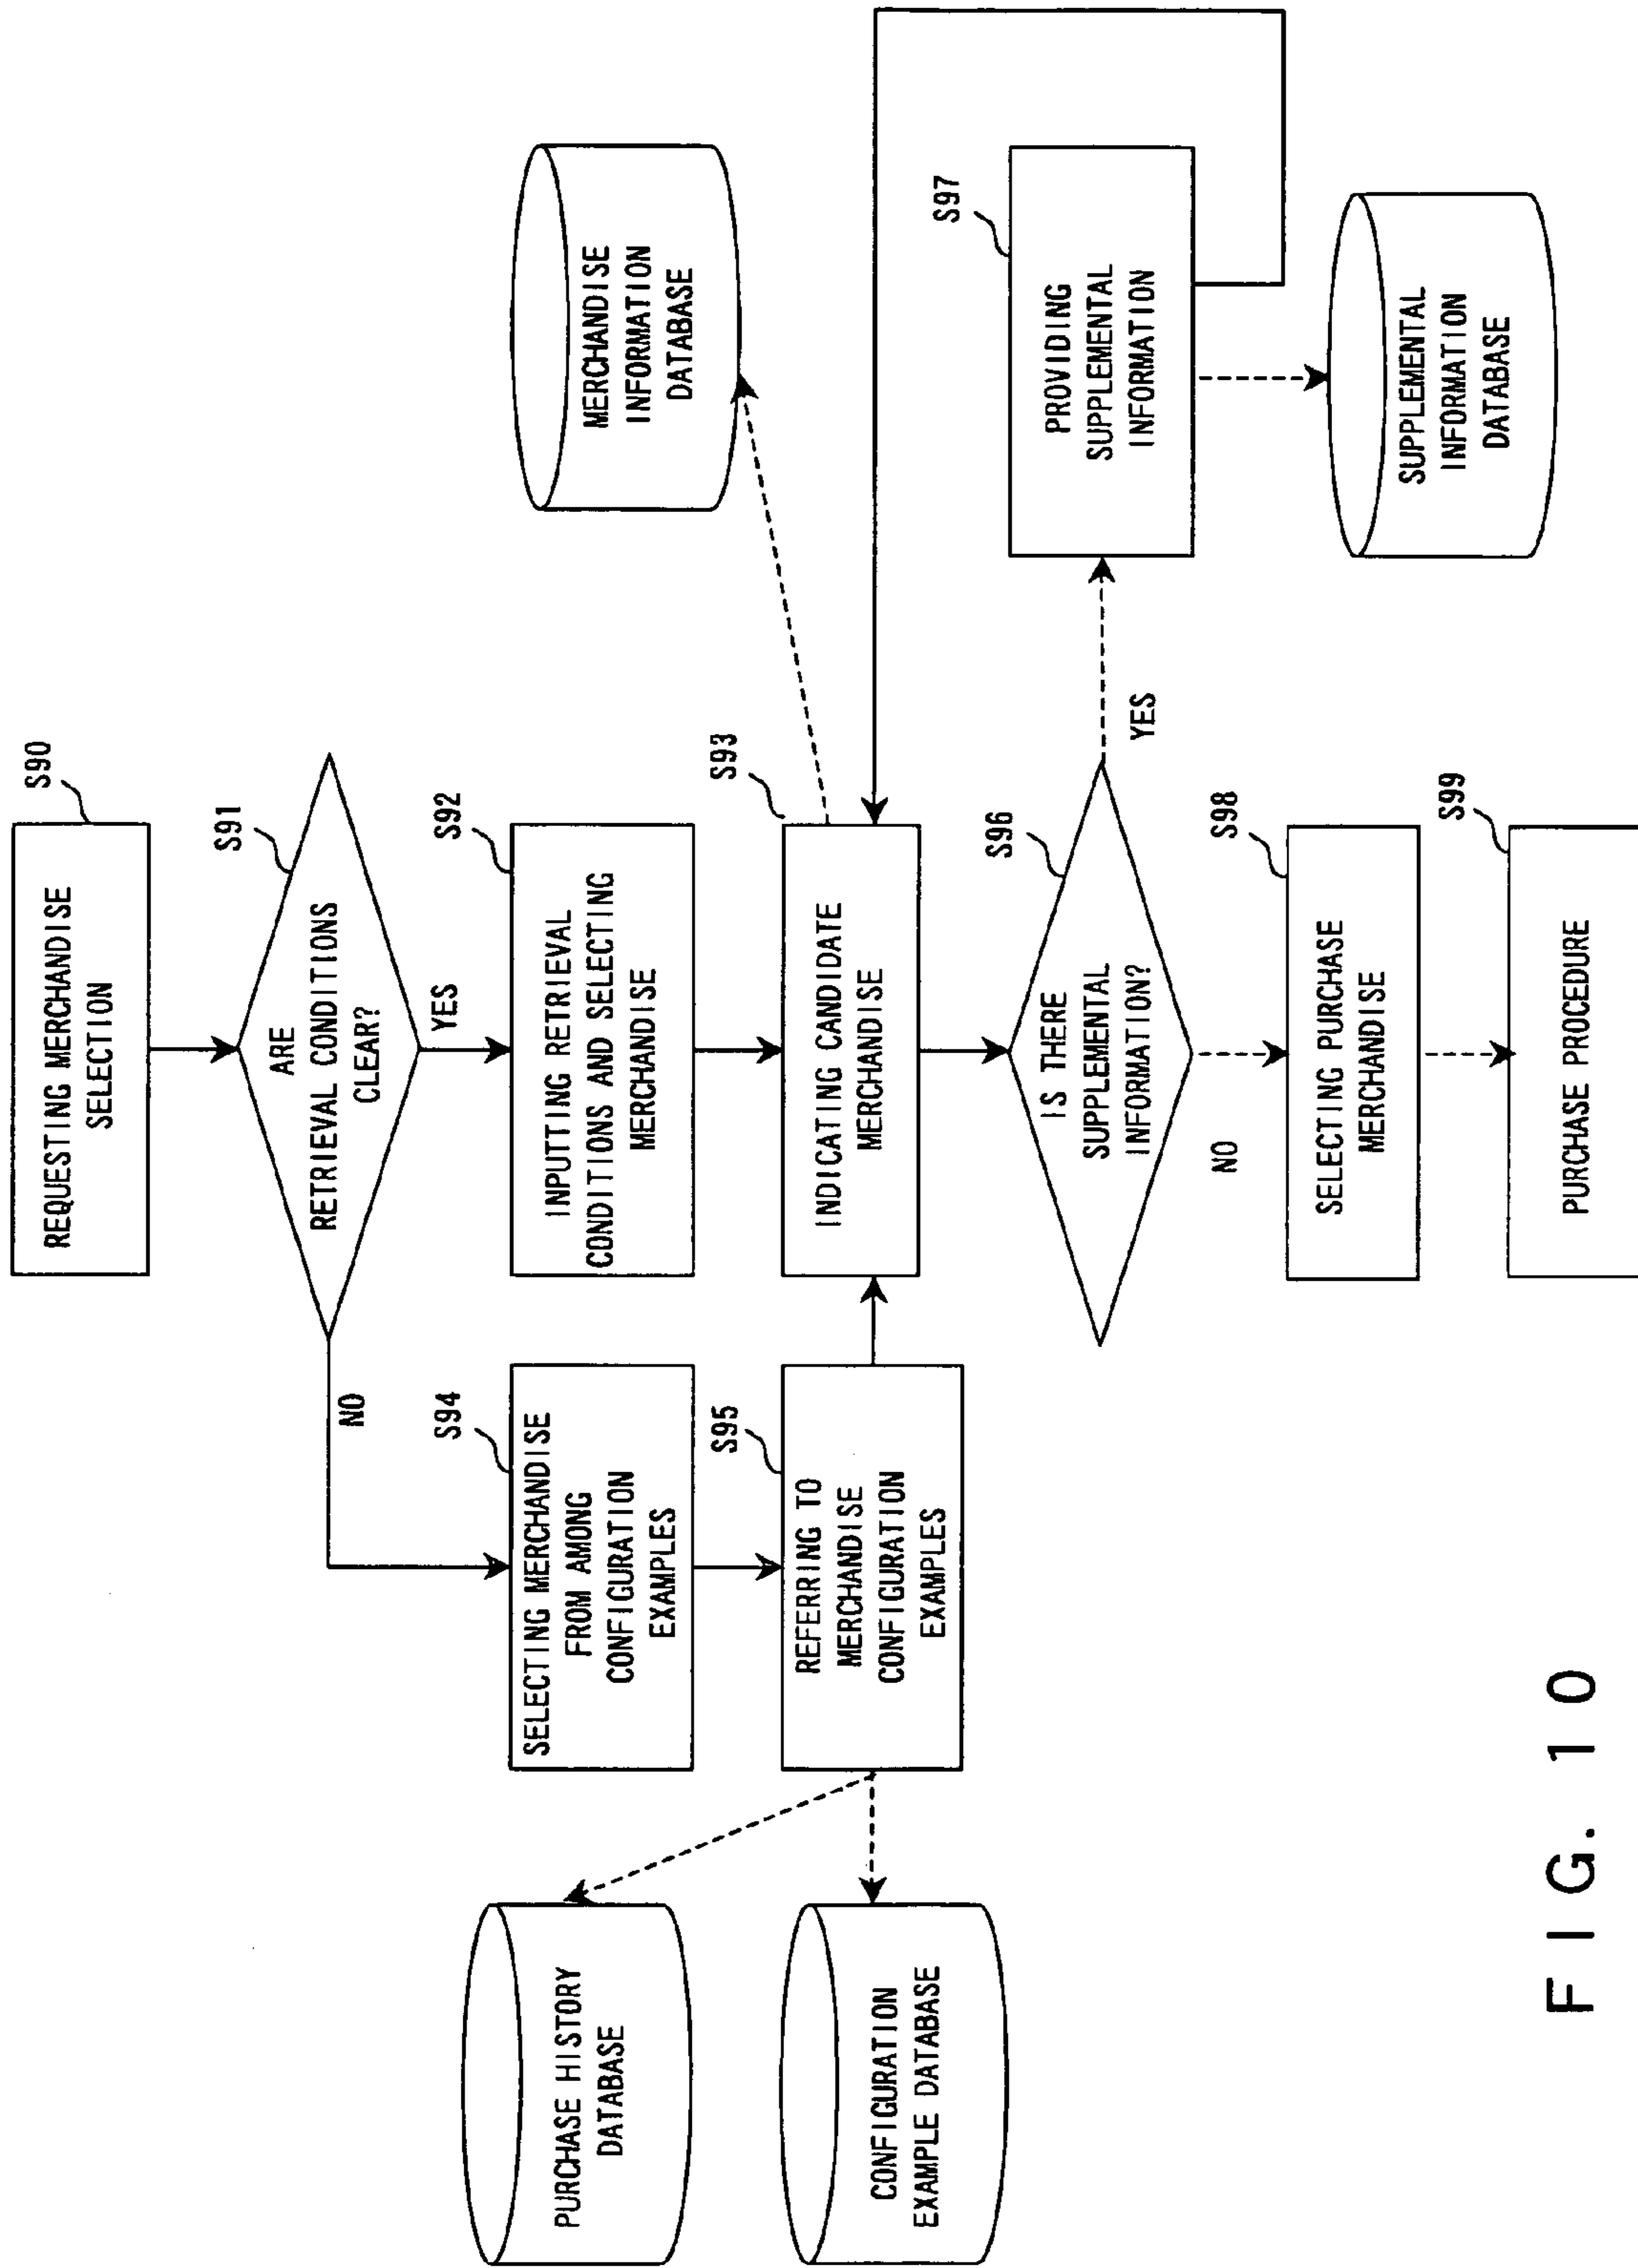 S90
REQUESTING MERCHANDISE
SELECTION
S91
ARE
RETRIEVAL CONDITIONS
CLEAR?
YES
NO
S92
INPUTTING RETRIEVAL
CONDITIONS AND SELECTING
MERCHANDISE
S94
SELECTING MERCHANDISE
FROM AMONG
CONFIGURATION
EXAMPLES
S95
REFERRING TO
MERCHANDISE
CONFIGURATION
EXAMPLES
PURCHASE HISTORY
DATABASE
CONFIGURATION
EXAMPLE DATABASE
S93
INDICATING CANDIDATE
MERCHANDISE
MERCHANDISE
INFORMATION
DATABASE
S96
IS THERE
SUPPLEMENTAL
INFORMATION?
YES
NO
S97
PROVIDING
SUPPLEMENTAL
INFORMATION
SUPPLEMENTAL
INFORMATION
DATABASE
S98
SELECTING PURCHASE
MERCHANDISE
S99
PURCHASE PROCEDURE
FIG. 10